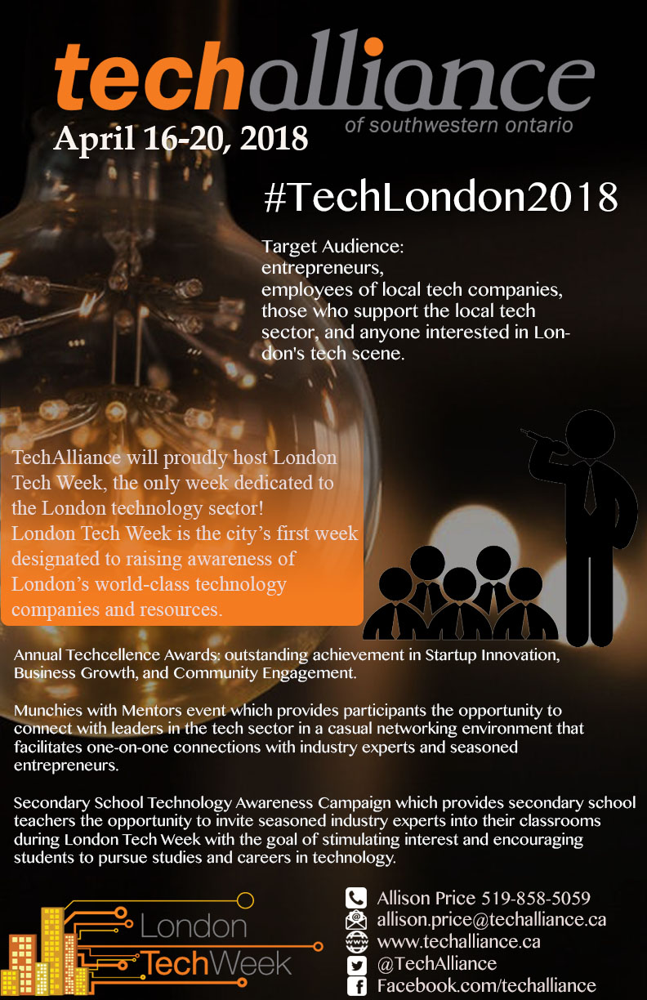 techalliance
of southwestern ontario
April 16-20, 2018
#TechLondon2018
Target Audience:
entrepreneurs,
employees of local tech companies,
those who support the local tech
sector, and anyone interested in Lon-
don's tech scene.
TechAlliance will proudly host London
Tech Week, the only week dedicated to
the London technology sector!
London Tech Week is the city’s first week
designated to raising awareness of
London’s world-class technology
companies and resources.
Annual Techcellence Awards: outstanding achievement in Startup Innovation,
Business Growth, and Community Engagement.
Munchies with Mentors event which provides participants the opportunity to
connect with leaders in the tech sector in a casual networking environment that
facilitates one-on-one connections with industry experts and seasoned
entrepreneurs.
Secondary School Technology Awareness Campaign which provides secondary school
teachers the opportunity to invite seasoned industry experts into their classrooms
during London Tech Week with the goal of stimulating interest and encouraging
students to pursue studies and careers in technology.
London
TechWeek
Allison Price 519-858-5059
@ allison.price@techalliance.ca
www www.techalliance.ca
@TechAlliance
f Facebook.com/techalliance